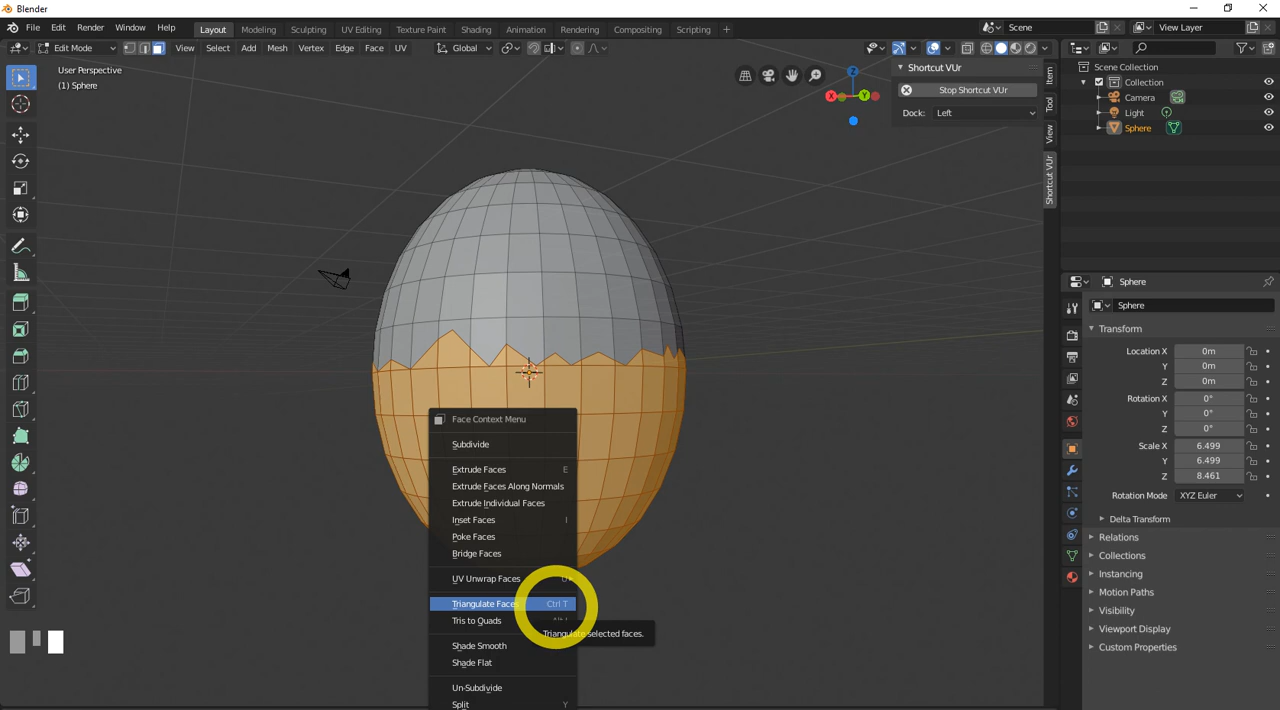 Blender
File Edit Render Window Help
Layout Modeling Sculpting UV Editing Texture Paint Shading Animation Rendering Compositing Scripting +
Scene
View Layer
Edit Mode
View Select Add Mesh Vertex Edge Face UV
Global
User Perspective
(1) Sphere
Z
X
Y
Shortcut VUr
Stop Shortcut VUr
Dock: Left
Item
Tool
View
Shortcut VUr
Scene Collection
Collection
Camera
Light
Sphere
Face Context Menu
Subdivide
Extrude Faces E
Extrude Faces Along Normals
Extrude Individual Faces
Inset Faces I
Poke Faces
Bridge Faces
UV Unwrap Faces
Triangulate Faces Ctrl T
Tris to Quads
Triangulate selected faces.
Shade Smooth
Shade Flat
Un-Subdivide
Split Y
Sphere
Sphere
Transform
Location X 0m
Y 0m
Z 0m
Rotation X 0°
Y 0°
Z 0°
Scale X 6.499
Y 6.499
Z 8.461
Rotation Mode XYZ Euler
Delta Transform
Relations
Collections
Instancing
Motion Paths
Visibility
Viewport Display
Custom Properties